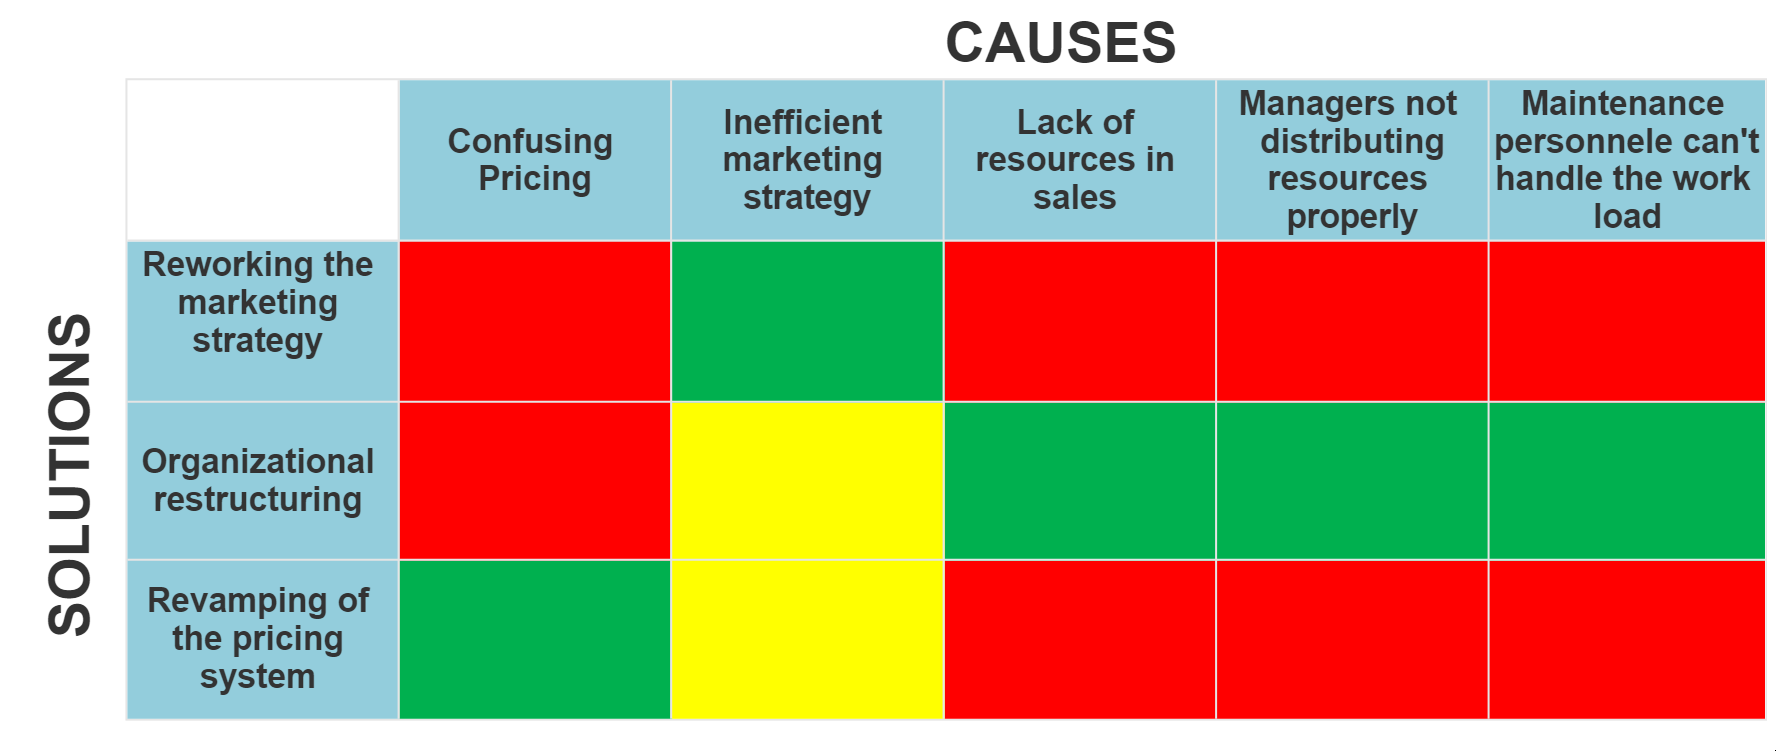 CAUSES
Confusing
Pricing
Inefficient
marketing
strategy
Lack of
resources in
sales
Managers not
distributing
resources
properly
Maintenance
personnele can't
handle the work
load
SOLUTIONS
Reworking the
marketing
strategy
Organizational
restructuring
Revamping of
the pricing
system